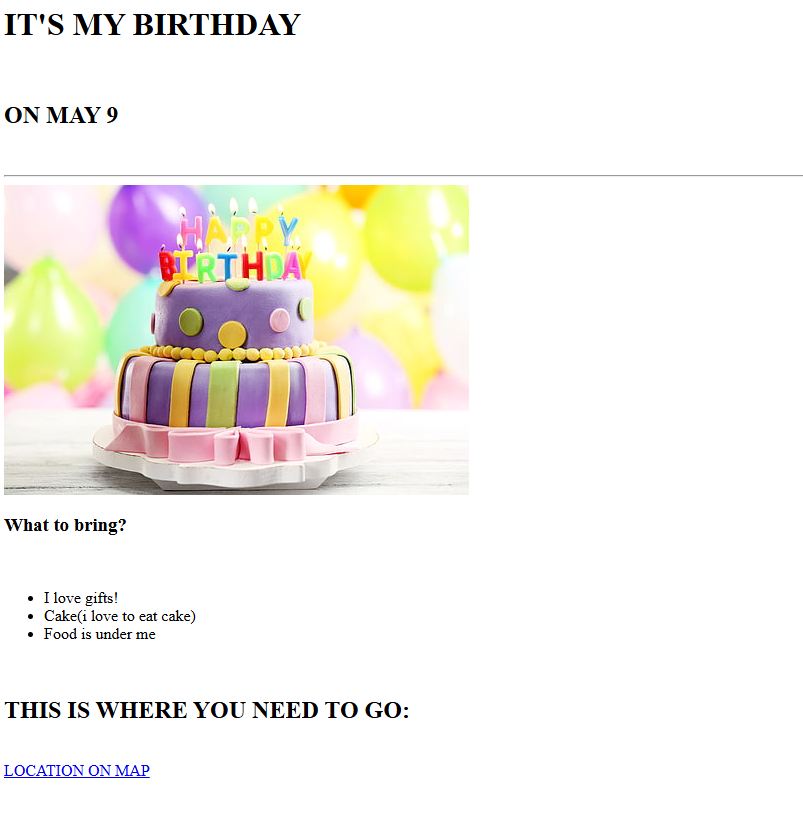 IT'S MY BIRTHDAY
ON MAY 9
HAPPY
BIRTHDAY
What to bring?
I love gifts!
Cake(i love to eat cake)
Food is under me
THIS IS WHERE YOU NEED TO GO:
LOCATION ON MAP